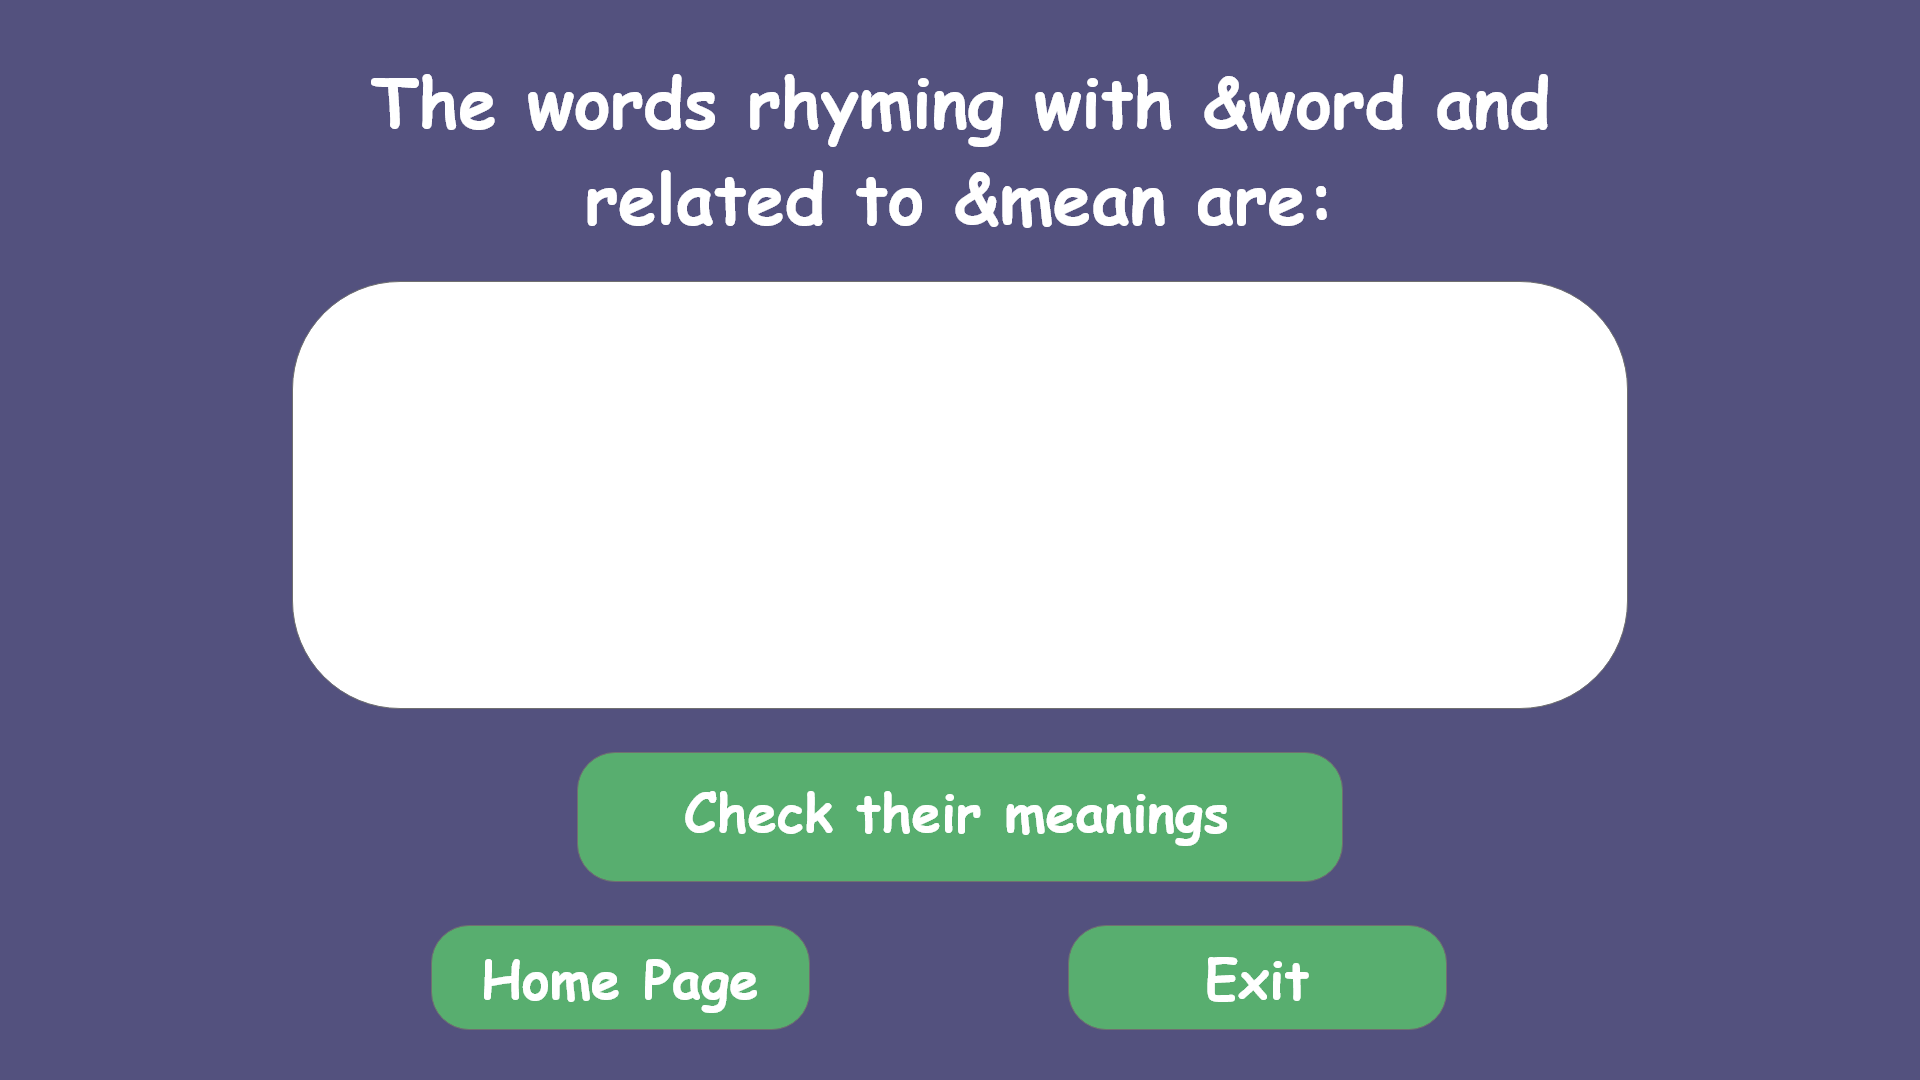 The words rhyming with &word and
related to &mean are:
Check their meanings
Home Page
Exit